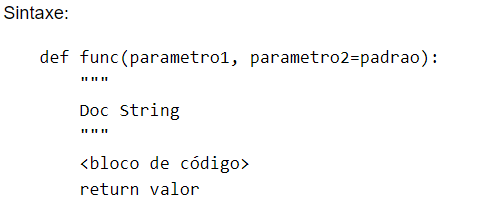 Sintaxe:
def func(parametro1, parametro2=padrao):
"""
Doc String
"""
<bloco de código>
return valor